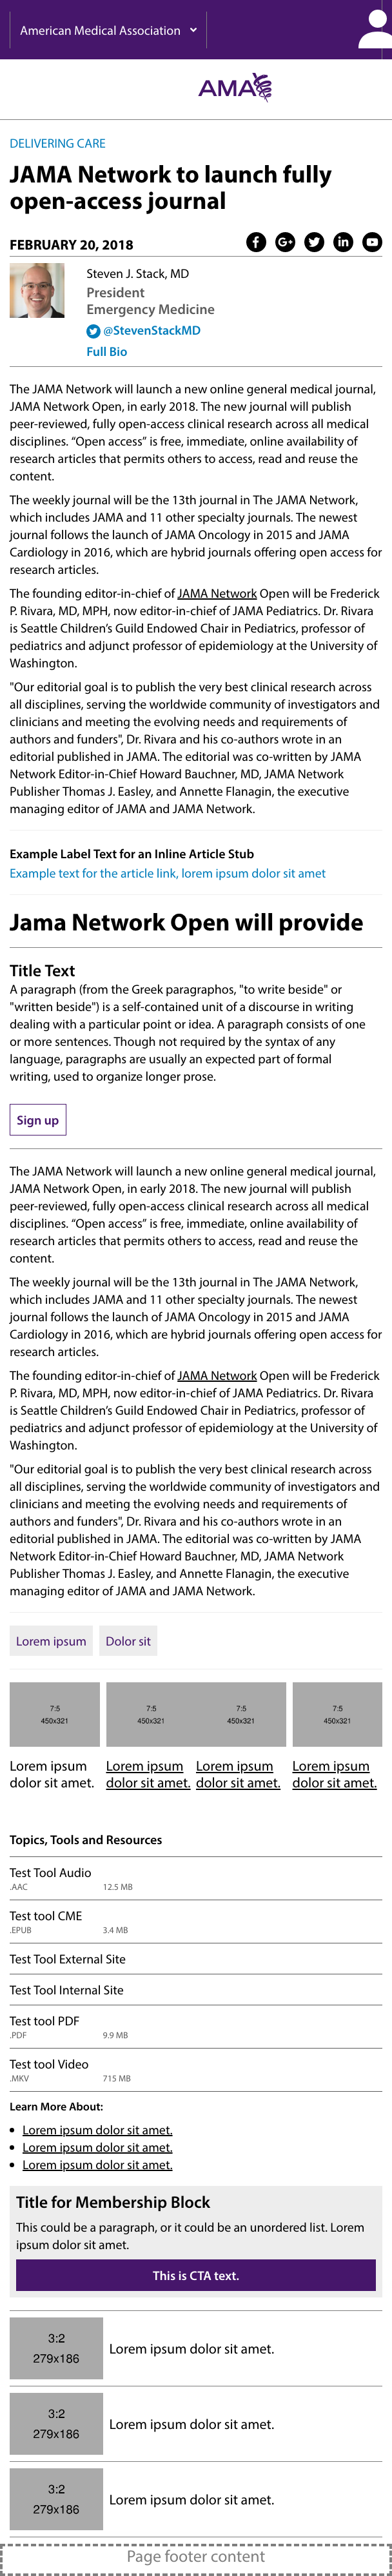 American Medical Association
AMA
DELIVERING CARE
JAMA Network to launch fully
open-access journal
FEBRUARY 20, 2018
Steven J. Stack, MD
President
Emergency Medicine
@StevenStackMD
Full Bio
The JAMA Network will launch a new online general medical journal,
JAMA Network Open, in early 2018. The new journal will publish
peer-reviewed, fully open-access clinical research across all medical
disciplines. “Open access” is free, immediate, online availability of
research articles that permits others to access, read and reuse the
content.
The weekly journal will be the 13th journal in The JAMA Network,
which includes JAMA and 11 other specialty journals. The newest
journal follows the launch of JAMA Oncology in 2015 and JAMA
Cardiology in 2016, which are hybrid journals offering open access for
research articles.
The founding editor-in-chief of JAMA Network Open will be Frederick
P. Rivara, MD, MPH, now editor-in-chief of JAMA Pediatrics. Dr. Rivara
is Seattle Children’s Guild Endowed Chair in Pediatrics, professor of
pediatrics and adjunct professor of epidemiology at the University of
Washington.
"Our editorial goal is to publish the very best clinical research across
all disciplines, serving the worldwide community of investigators and
clinicians and meeting the evolving needs and requirements of
authors and funders", Dr. Rivara and his co-authors wrote in an
editorial published in JAMA. The editorial was co-written by JAMA
Network Editor-in-Chief Howard Bauchner, MD, JAMA Network
Publisher Thomas J. Easley, and Annette Flanagin, the executive
managing editor of JAMA and JAMA Network.
Example Label Text for an Inline Article Stub
Example text for the article link, lorem ipsum dolor sit amet
Jama Network Open will provide
Title Text
A paragraph (from the Greek paragraphos, "to write beside" or
"written beside") is a self-contained unit of a discourse in writing
dealing with a particular point or idea. A paragraph consists of one
or more sentences. Though not required by the syntax of any
language, paragraphs are usually an expected part of formal
writing, used to organize longer prose.
Sign up
The JAMA Network will launch a new online general medical journal,
JAMA Network Open, in early 2018. The new journal will publish
peer-reviewed, fully open-access clinical research across all medical
disciplines. “Open access” is free, immediate, online availability of
research articles that permits others to access, read and reuse the
content.
The weekly journal will be the 13th journal in The JAMA Network,
which includes JAMA and 11 other specialty journals. The newest
journal follows the launch of JAMA Oncology in 2015 and JAMA
Cardiology in 2016, which are hybrid journals offering open access for
research articles.
The founding editor-in-chief of JAMA Network Open will be Frederick
P. Rivara, MD, MPH, now editor-in-chief of JAMA Pediatrics. Dr. Rivara
is Seattle Children’s Guild Endowed Chair in Pediatrics, professor of
pediatrics and adjunct professor of epidemiology at the University of
Washington.
"Our editorial goal is to publish the very best clinical research across
all disciplines, serving the worldwide community of investigators and
clinicians and meeting the evolving needs and requirements of
authors and funders", Dr. Rivara and his co-authors wrote in an
editorial published in JAMA. The editorial was co-written by JAMA
Network Editor-in-Chief Howard Bauchner, MD, JAMA Network
Publisher Thomas J. Easley, and Annette Flanagin, the executive
managing editor of JAMA and JAMA Network.
Lorem ipsum Dolor sit
7:5 7:5 7:5 7:5
450x321 450x321 450x321 450x321
Lorem ipsum Lorem ipsum Lorem ipsum Lorem ipsum
dolor sit amet. dolor sit amet. dolor sit amet. dolor sit amet.
Topics, Tools and Resources
Test Tool Audio
.AAC 12.5 MB
Test tool CME
.EPUB 3.4 MB
Test Tool External Site
Test Tool Internal Site
Test tool PDF
.PDF 9.9 MB
Test tool Video
.MKV 715 MB
Learn More About:
Lorem ipsum dolor sit amet.
Lorem ipsum dolor sit amet.
Lorem ipsum dolor sit amet.
Title for Membership Block
This could be a paragraph, or it could be an unordered list. Lorem
ipsum dolor sit amet.
This is CTA text.
3:2
279x186
Lorem ipsum dolor sit amet.
3:2
279x186
Lorem ipsum dolor sit amet.
3:2
279x186
Lorem ipsum dolor sit amet.
Page footer content